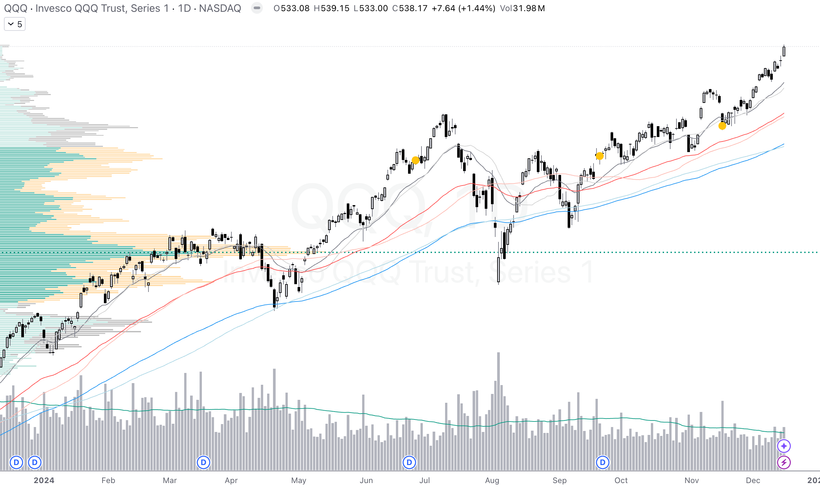 QQQ · Invesco QQQ Trust, Series 1 · 1D · NASDAQ O533.08 H539.15 L533.00 C538.17 +7.64 (+1.44%) Vol31.98M
5
QQQ, 1D
Invesco QQQ Trust, Series 1
D D D D D
2024 Feb Mar Apr May Jun Jul Aug Sep Oct Nov Dec 202